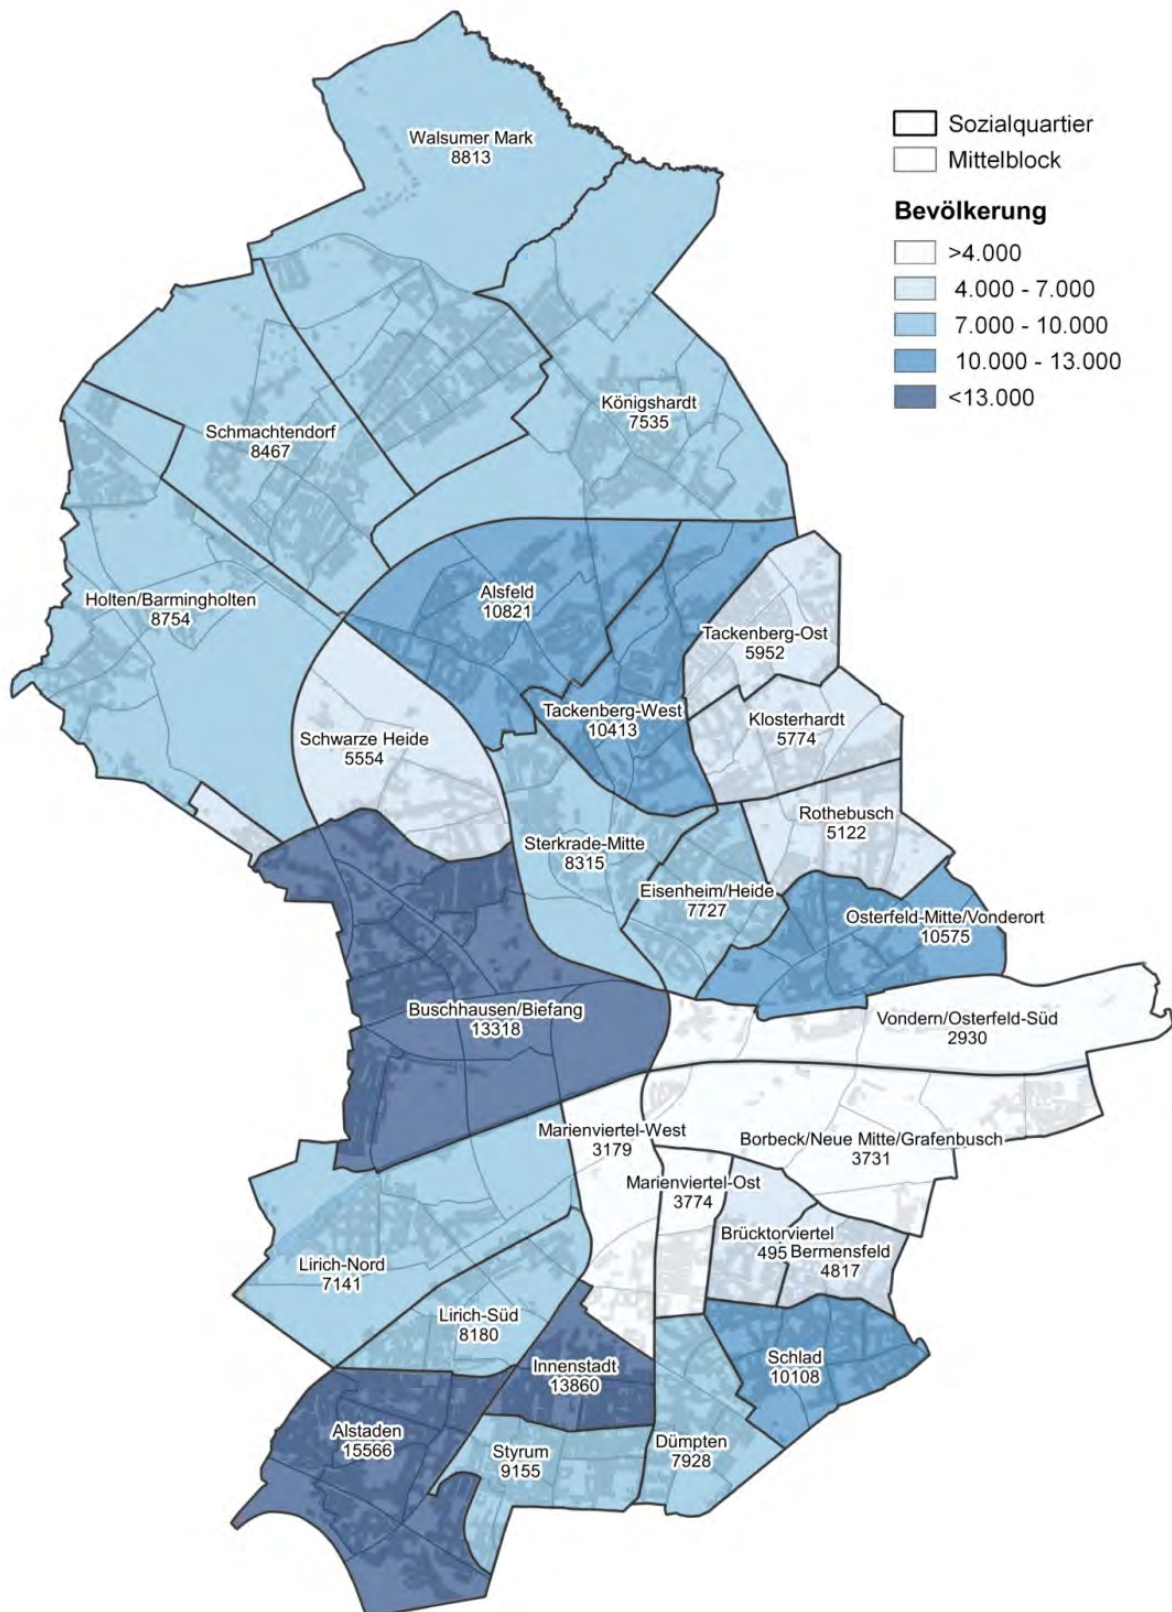 Walsumer Mark
8813
Sozialquartier
Mittelblock
Bevölkerung
>4.000
4.000 - 7.000
7.000 - 10.000
10.000 - 13.000
<13.000
Königshardt
7535
Schmachtendorf
8467
Holten/Barmingholten
8754
Alsfeld
10821
Tackenberg-Ost
5952
Tackenberg-West
10413
Klosterhardt
5774
Schwarze Heide
5554
Rothebusch
5122
Sterkrade-Mitte
8315
Eisenheim/Heide
7727
Osterfeld-Mitte/Vonderort
10575
Buschhausen/Biefang
13318
Vondern/Osterfeld-Süd
2930
Marienviertel-West
3179
Borbeck/Neue Mitte/Grafenbusch
3731
Marienviertel-Ost
3774
Brücktorviertel
495
Bermensfeld
4817
Lirich-Nord
7141
Lirich-Süd
8180
Innenstadt
13860
Schlad
10108
Alstaden
15566
Styrum
9155
Dümpten
7928